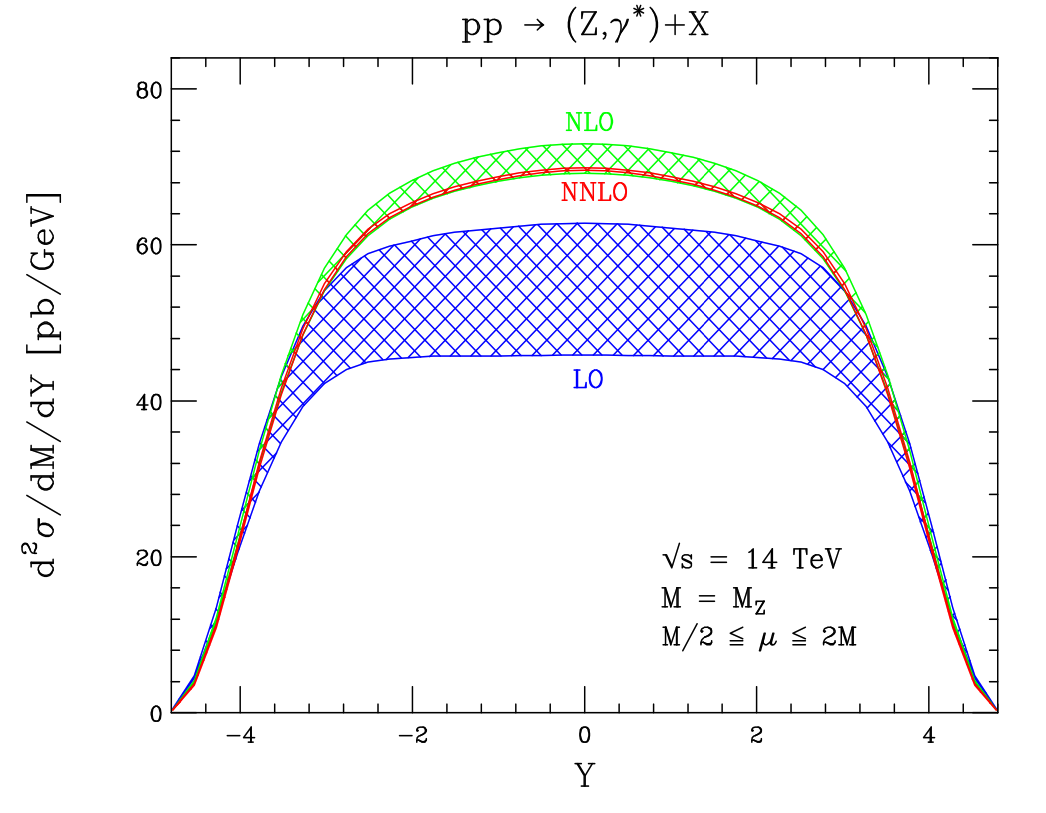 pp → (Z,γ*)+X
d²σ/dM/dY [pb/GeV]
80
60
40
20
0
NLO
NNLO
LO
√s = 14 TeV
M = M_Z
M/2 ≦ μ ≦ 2M
−4 −2 0 2 4
Y